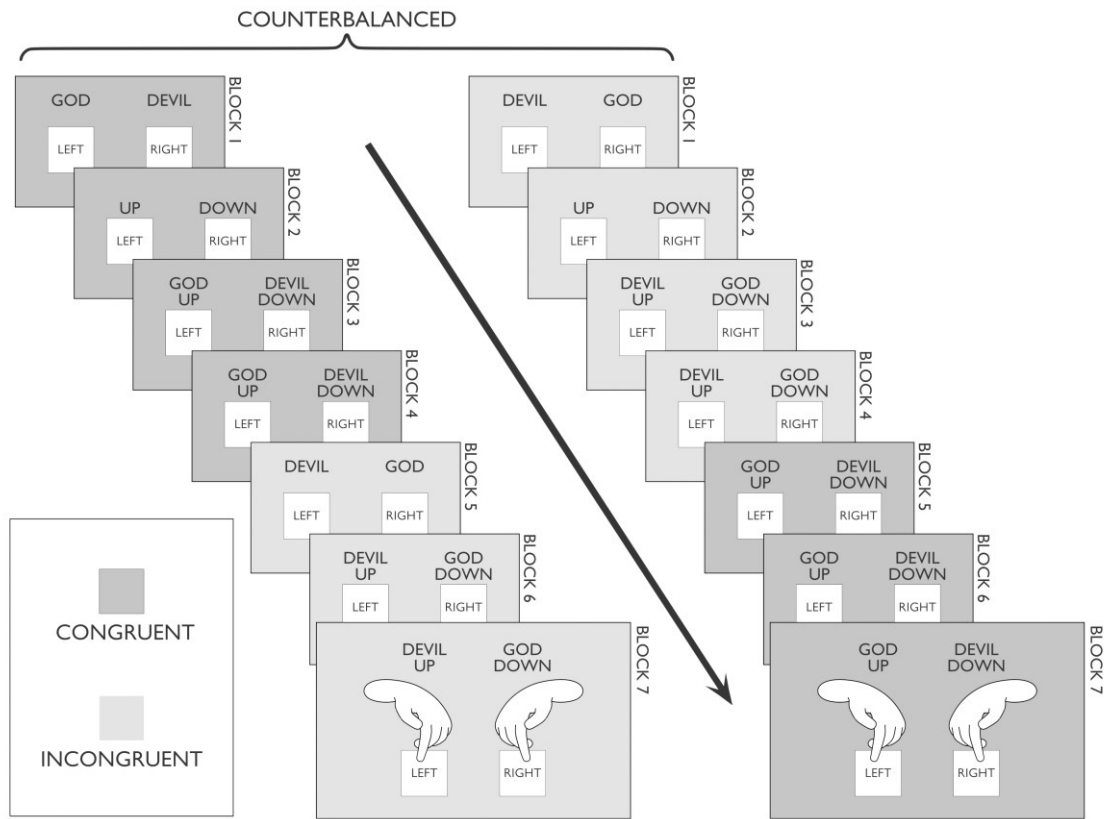 COUNTERBALANCED
GOD DEVIL
LEFT RIGHT
BLOCK 1
UP DOWN
LEFT RIGHT
BLOCK 2
GOD DEVIL
UP DOWN
LEFT RIGHT
BLOCK 3
GOD DEVIL
UP DOWN
LEFT RIGHT
BLOCK 4
DEVIL GOD
LEFT RIGHT
BLOCK 5
DEVIL GOD
UP DOWN
LEFT RIGHT
BLOCK 6
DEVIL GOD
UP DOWN
LEFT RIGHT
BLOCK 7
DEVIL GOD
LEFT RIGHT
BLOCK 1
UP DOWN
LEFT RIGHT
BLOCK 2
DEVIL GOD
UP DOWN
LEFT RIGHT
BLOCK 3
DEVIL GOD
UP DOWN
LEFT RIGHT
BLOCK 4
GOD DEVIL
UP DOWN
LEFT RIGHT
BLOCK 5
GOD DEVIL
UP DOWN
LEFT RIGHT
BLOCK 6
GOD DEVIL
UP DOWN
LEFT RIGHT
BLOCK 7
CONGRUENT
INCONGRUENT